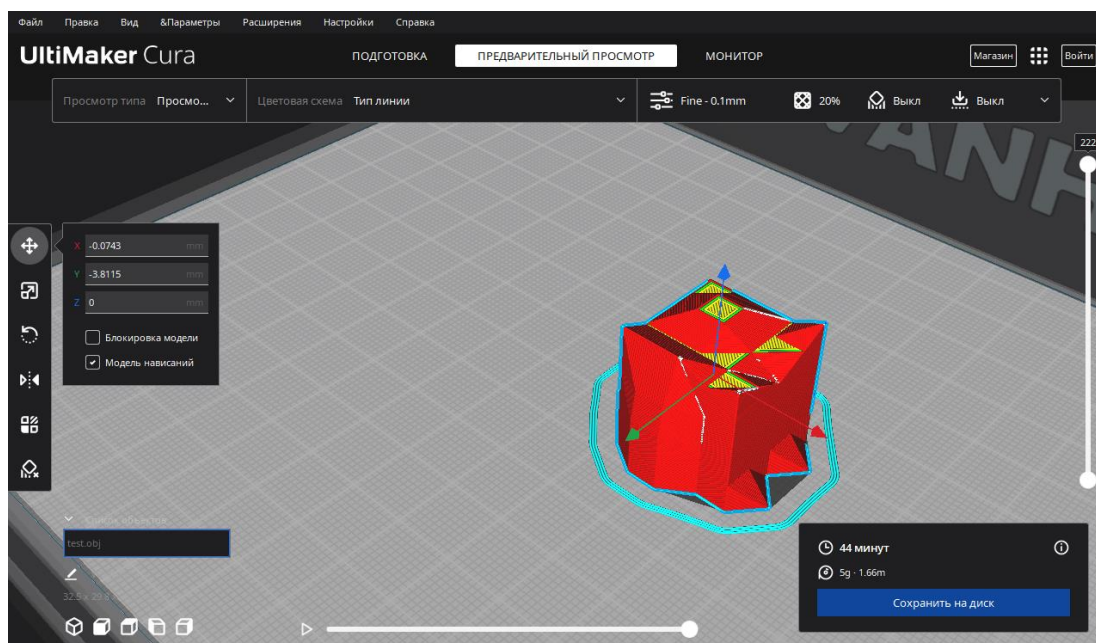 Файл Правка Вид &Параметры Расширения Настройки Справка
UltiMaker Cura ПОДГОТОВКА ПРЕДВАРИТЕЛЬНЫЙ ПРОСМОТР МОНИТОР Магазин Войти
Просмотр типа Просмо... Цветовая схема Тип линии Fine - 0.1mm 20% Выкл Выкл
222
X -0.0743 mm
Y -3.8115 mm
Z 0 mm
Блокировка модели
Модель нависаний
test.obj
44 минут
5g · 1.66m
Сохранить на диск